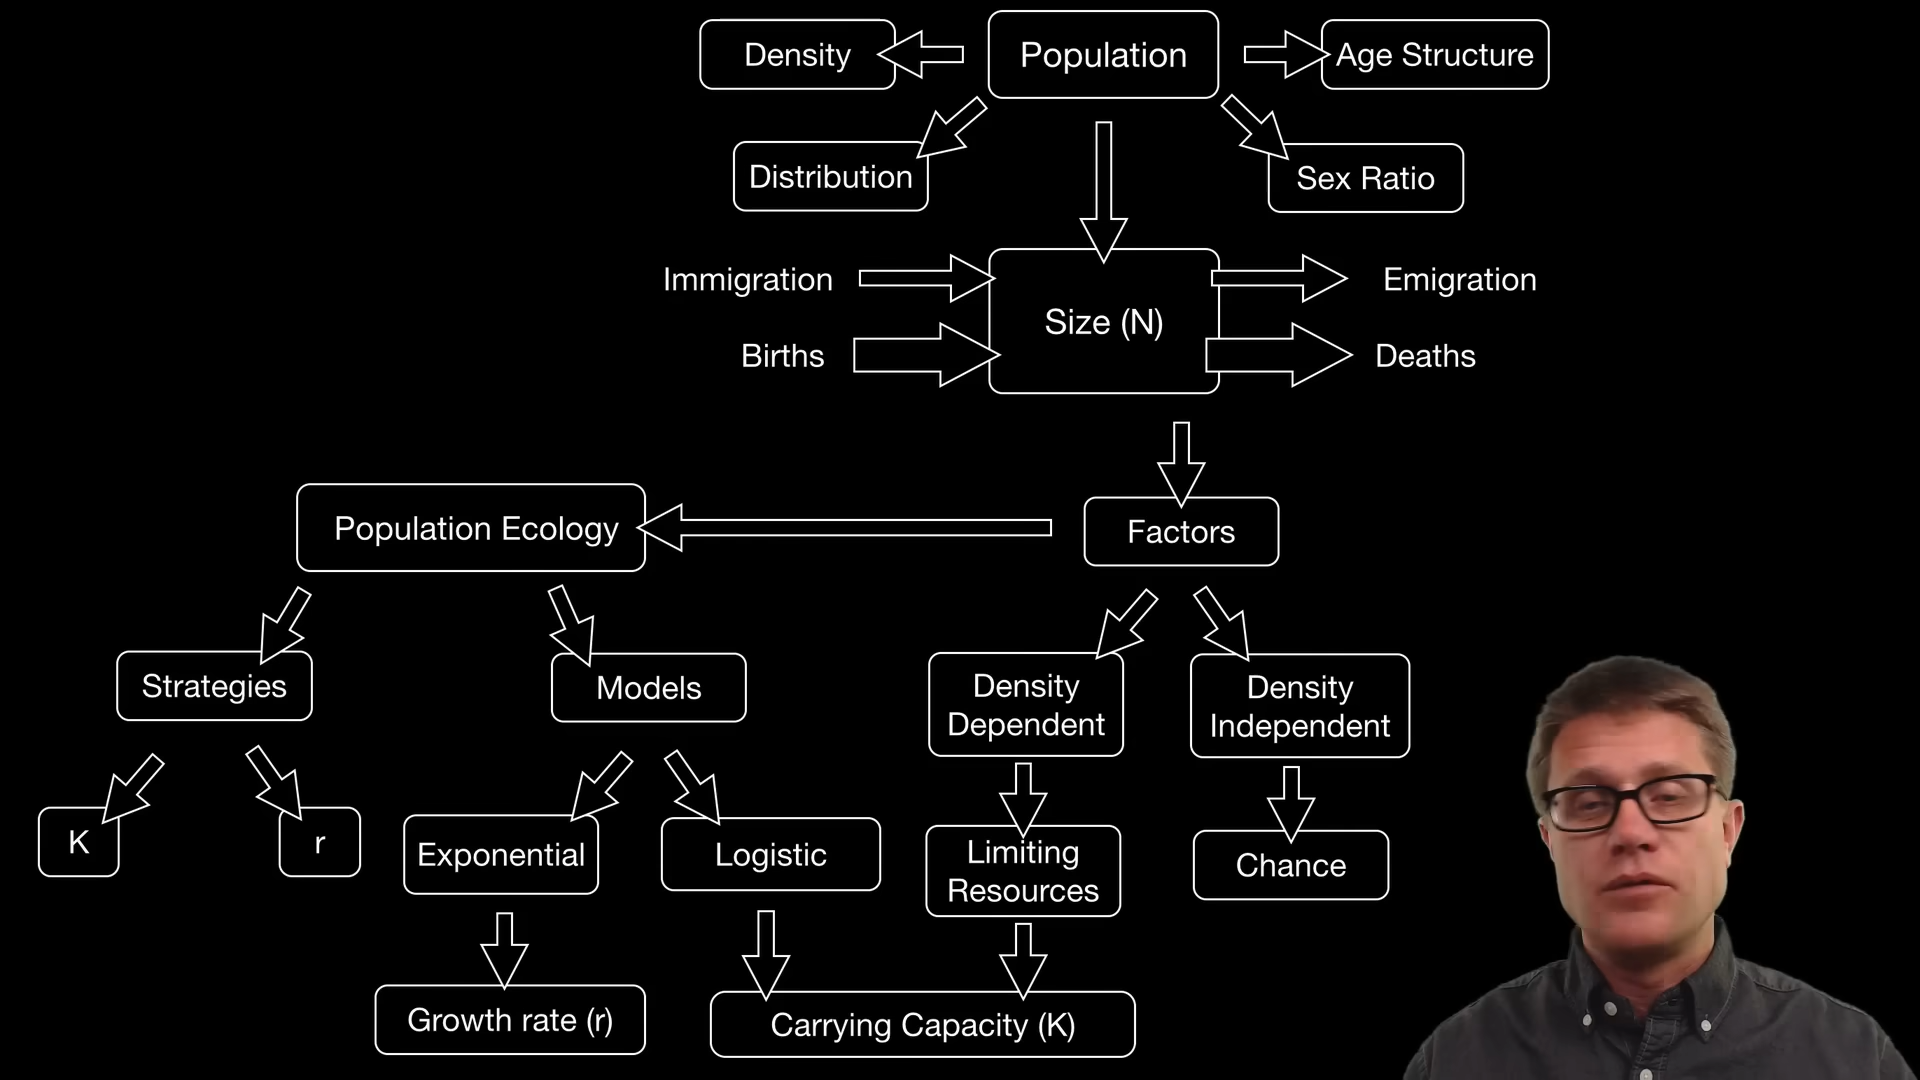 Density
Population
Age Structure
Distribution
Sex Ratio
Immigration
Emigration
Size (N)
Births
Deaths
Population Ecology
Factors
Strategies
Models
Density
Dependent
Density
Independent
K
r
Exponential
Logistic
Limiting
Resources
Chance
Growth rate (r)
Carrying Capacity (K)